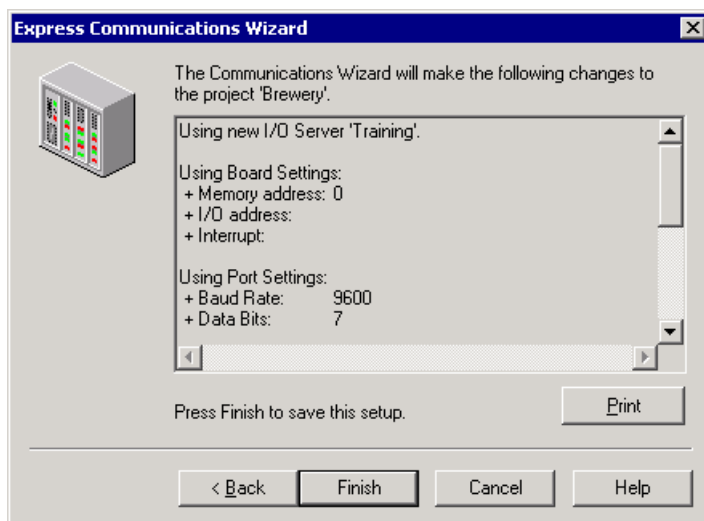 Express Communications Wizard
The Communications Wizard will make the following changes to
the project 'Brewery'.
Using new I/O Server 'Training'.
Using Board Settings:
+ Memory address: 0
+ I/O address:
+ Interrupt:
Using Port Settings:
+ Baud Rate: 9600
+ Data Bits: 7
Press Finish to save this setup.
Print
< Back
Finish
Cancel
Help